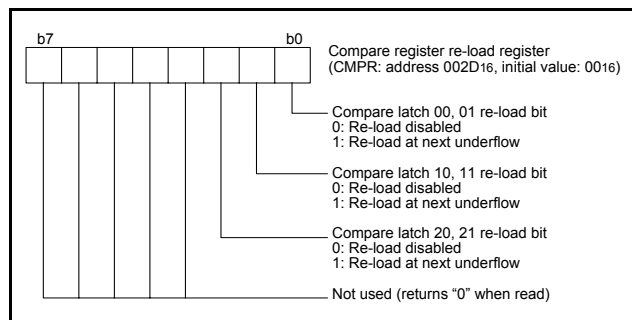 b7 b0
Compare register re-load register
(CMPR: address 002D16, initial value: 0016)
Compare latch 00, 01 re-load bit
0: Re-load disabled
1: Re-load at next underflow
Compare latch 10, 11 re-load bit
0: Re-load disabled
1: Re-load at next underflow
Compare latch 20, 21 re-load bit
0: Re-load disabled
1: Re-load at next underflow
Not used (returns “0” when read)